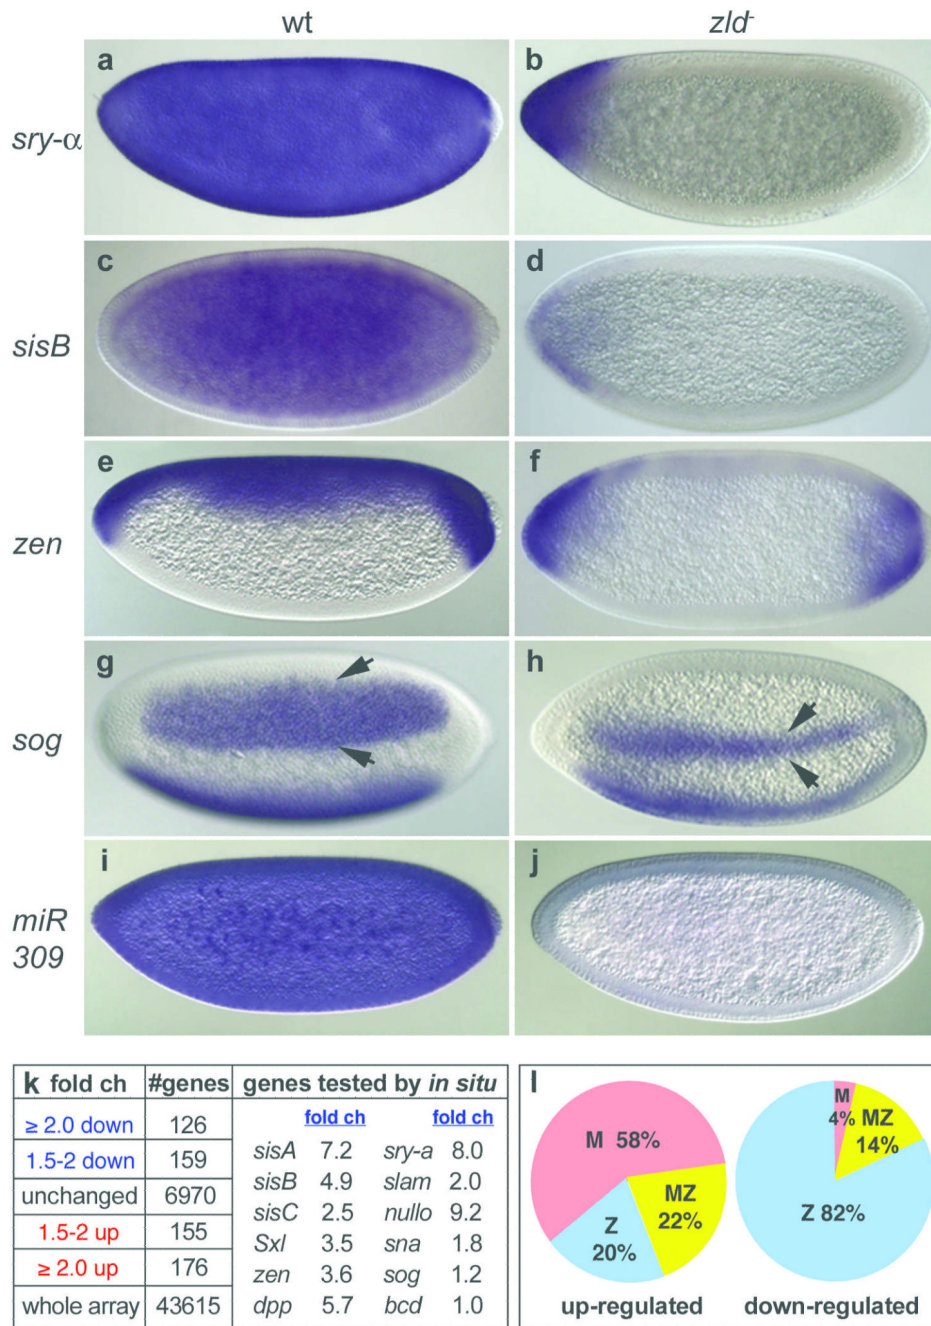 wt zld-
a b
sry-α
c d
sisB
e f
zen
g h
sog
i j
miR
309
k fold ch #genes genes tested by in situ
fold ch fold ch
≥ 2.0 down 126
1.5-2 down 159
unchanged 6970
1.5-2 up 155
≥ 2.0 up 176
whole array 43615
sisA 7.2 sry-a 8.0
sisB 4.9 slam 2.0
sisC 2.5 nullo 9.2
Sxl 3.5 sna 1.8
zen 3.6 sog 1.2
dpp 5.7 bcd 1.0
l
M 58%
MZ
22%
Z
20%
up-regulated
M
4%
MZ
14%
Z 82%
down-regulated